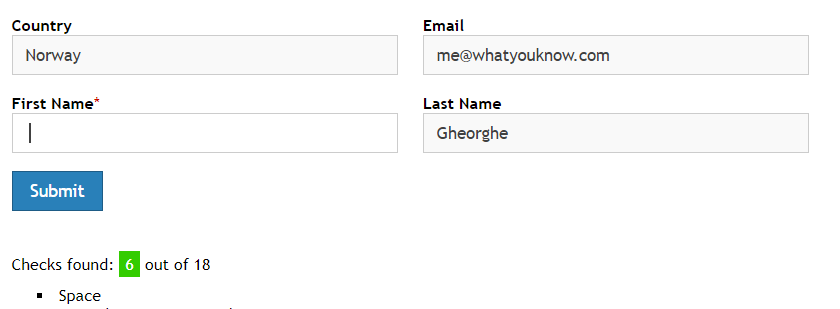 Country Email
Norway me@whatyouknow.com
First Name* Last Name
Gheorghe
Submit
Checks found: 6 out of 18
Space